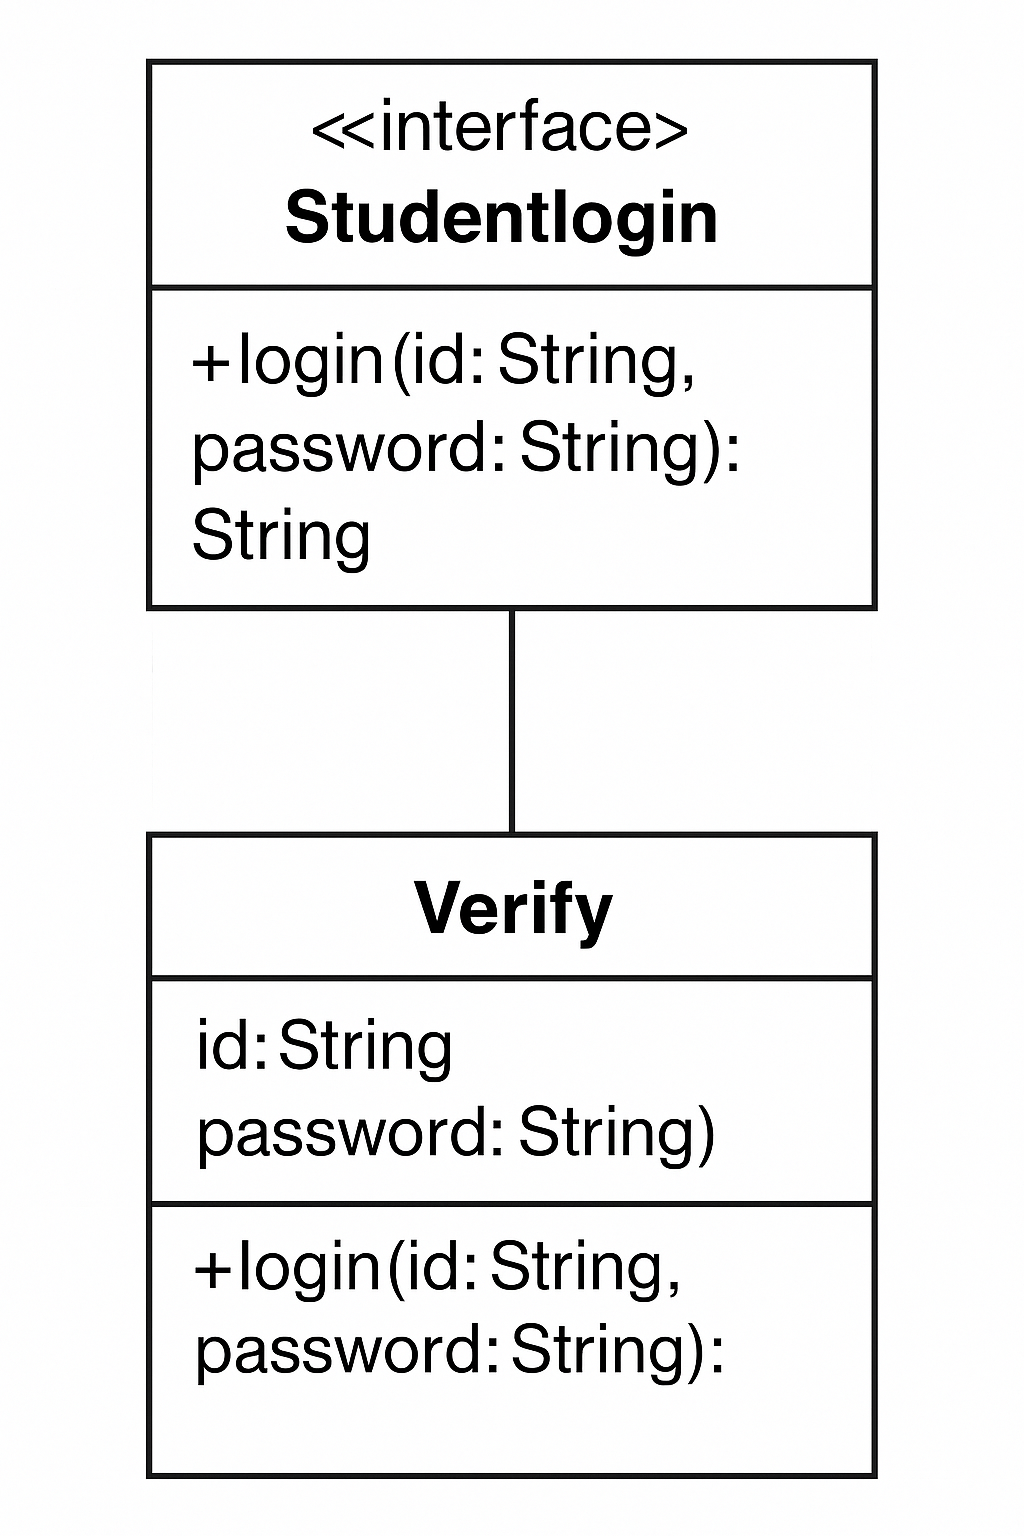 <<interface>
Studentlogin
+login(id: String,
password: String):
String
Verify
id: String
password: String)
+login(id: String,
password: String):